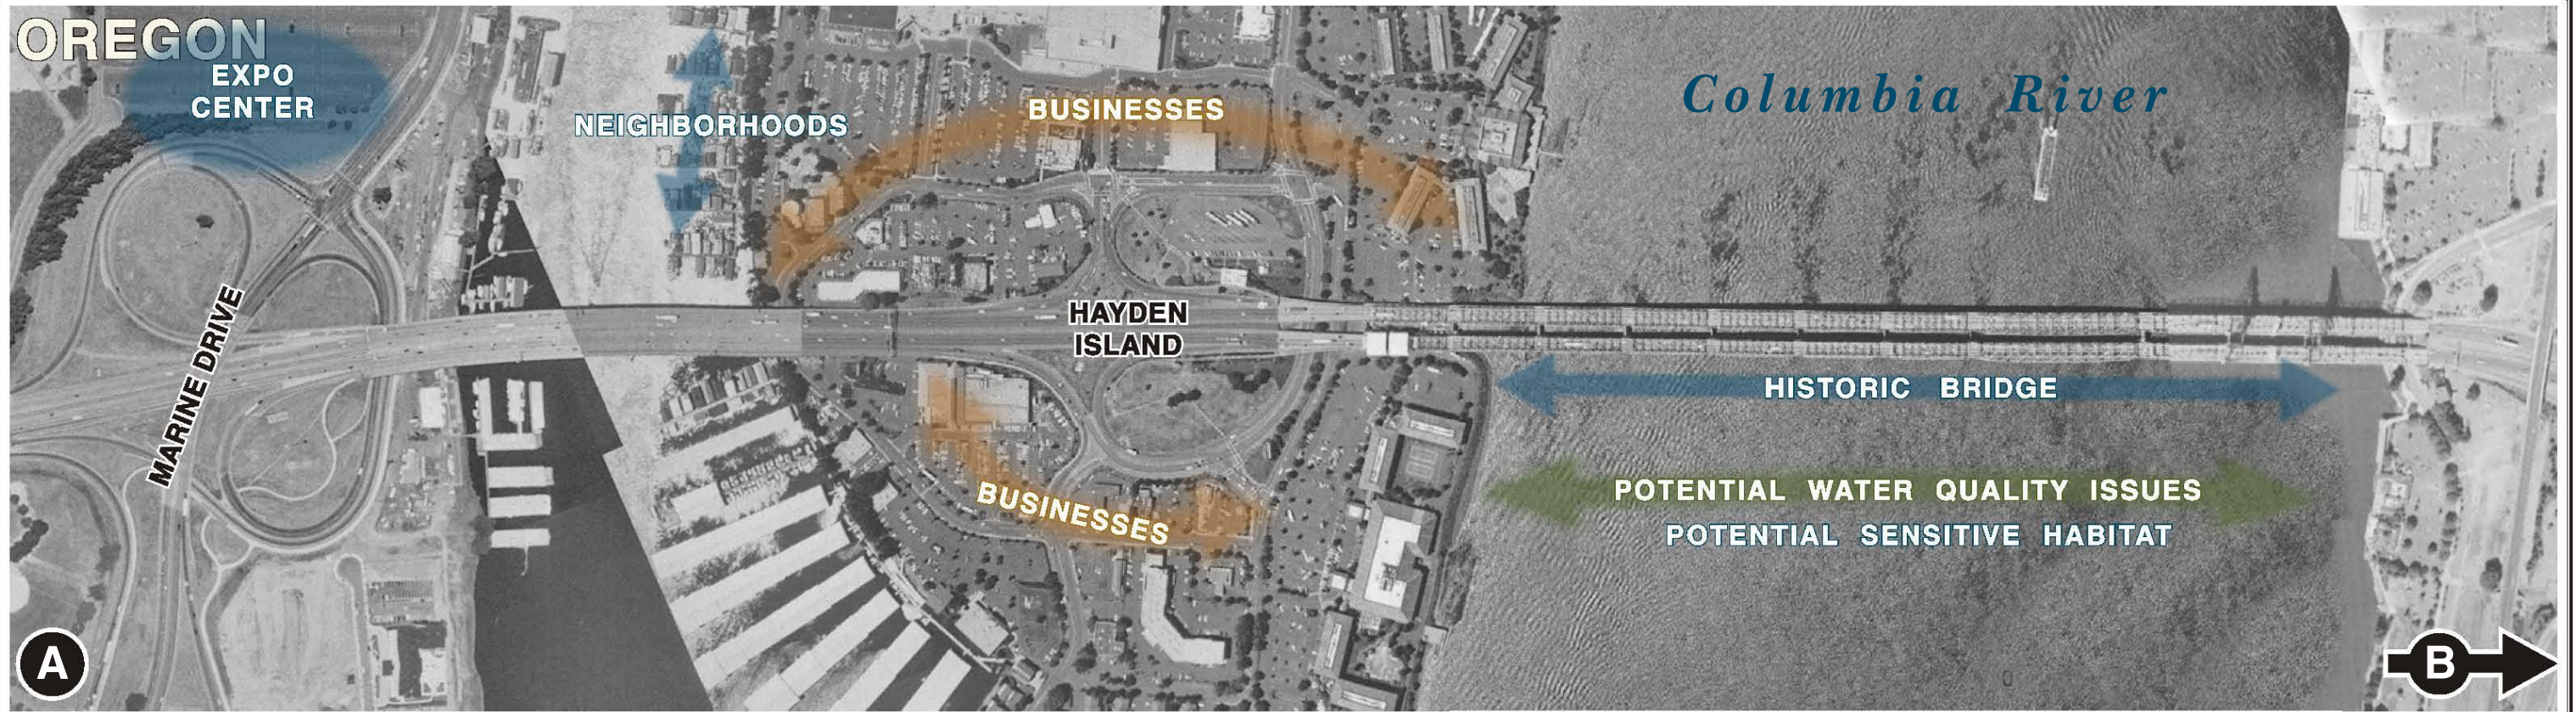 OREGON
EXPO
CENTER
NEIGHBORHOODS
BUSINESSES
Columbia River
MARINE DRIVE
HAYDEN
ISLAND
HISTORIC BRIDGE
BUSINESSES
POTENTIAL WATER QUALITY ISSUES
POTENTIAL SENSITIVE HABITAT
A
B